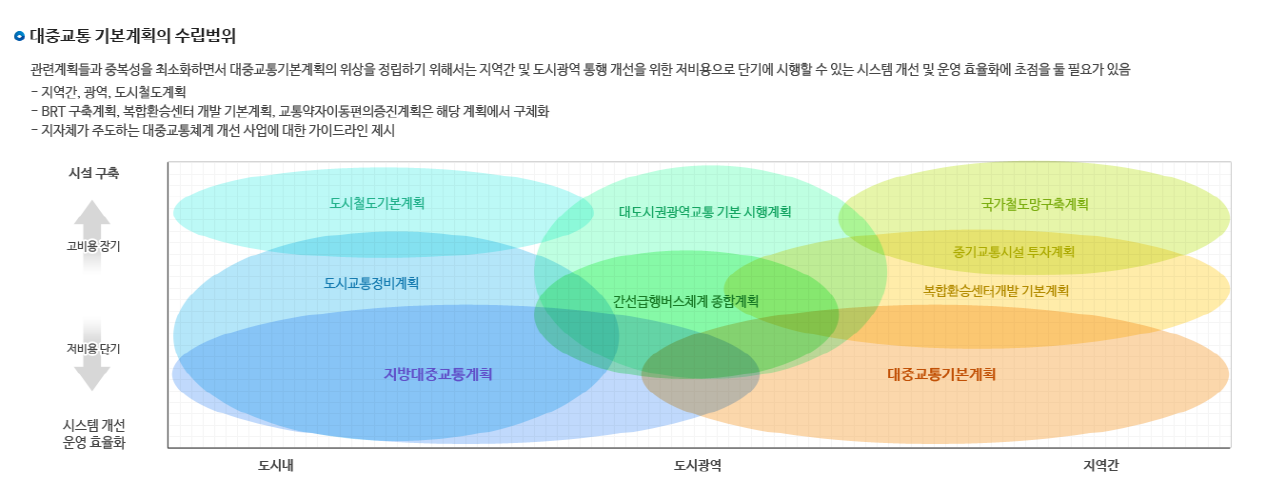 대중교통 기본계획의 수립범위
관련계획들과 중복성을 최소화하면서 대중교통기본계획의 위상을 정립하기 위해서는 지역간 및 도시광역 통행 개선을 위한 저비용으로 단기에 시행할 수 있는 시스템 개선 및 운영 효율화에 초점을 둘 필요가 있음
- 지역간, 광역, 도시철도계획
- BRT 구축계획, 복합환승센터 개발 기본계획, 교통약자이동편의증진계획은 해당 계획에서 구체화
- 지자체가 주도하는 대중교통체계 개선 사업에 대한 가이드라인 제시
시설 구축
고비용 장기
저비용 단기
시스템 개선
운영 효율화
도시철도기본계획
대도시권광역교통 기본 시행계획
국가철도망구축계획
중기교통시설 투자계획
도시교통정비계획
복합환승센터개발 기본계획
간선급행버스체계 종합계획
지방대중교통계획
대중교통기본계획
도시내
도시광역
지역간